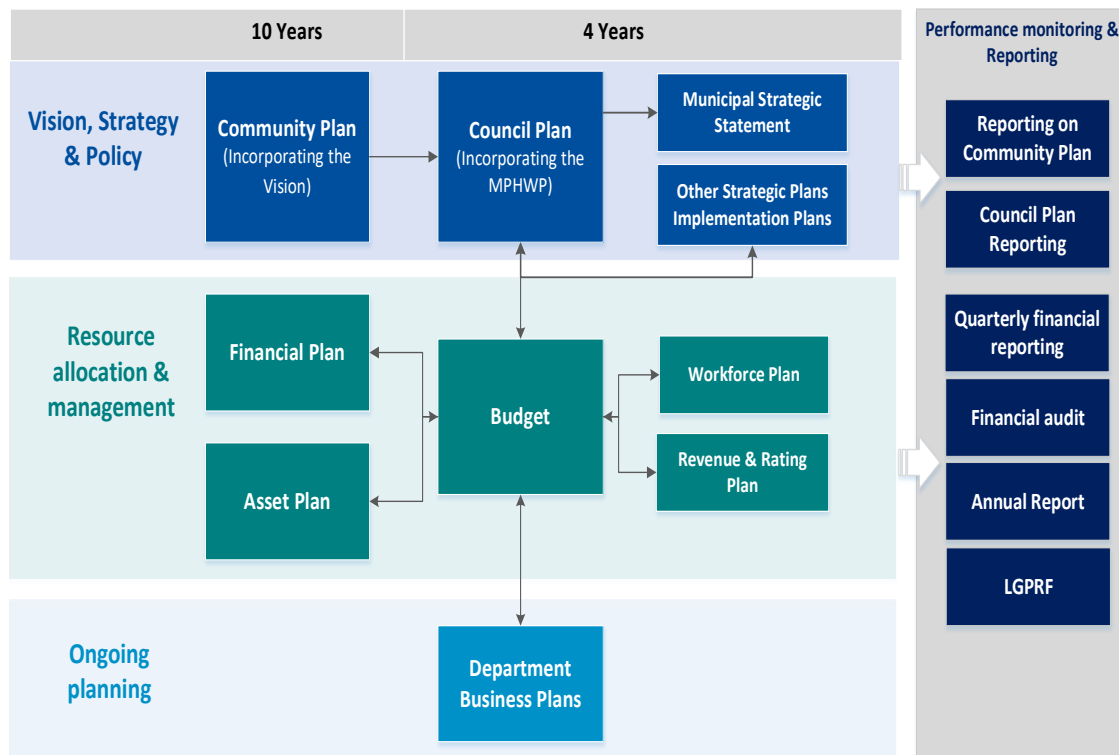 10 Years
4 Years
Performance monitoring &
Reporting
Vision, Strategy
& Policy
Community Plan
(Incorporating the
Vision)
Council Plan
(Incorporating the
MPHWP)
Municipal Strategic
Statement
Other Strategic Plans
Implementation Plans
Reporting on
Community Plan
Council Plan
Reporting
Resource
allocation &
management
Financial Plan
Asset Plan
Budget
Workforce Plan
Revenue & Rating
Plan
Quarterly financial
reporting
Financial audit
Annual Report
LGPRF
Ongoing
planning
Department
Business Plans